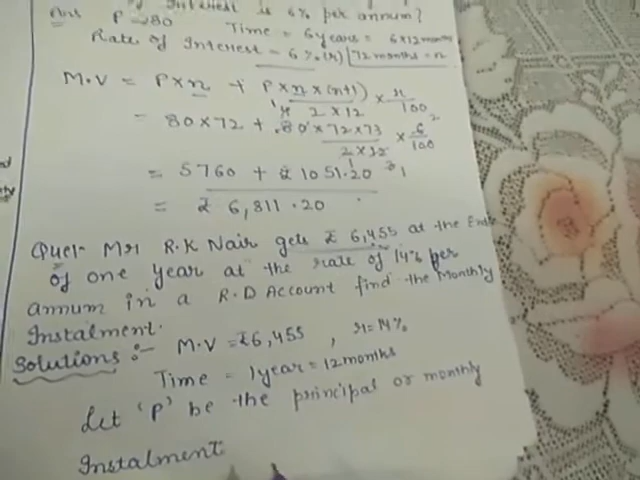 Ans Interest is 6% per annum?
P → 80 Time = 6 years = 6 x 12 months
Rate of Interest = 6% (r) 72 months = n
M.V = P x n + P x n x (n+1) / 2 x 12 x r / 100
= 80 x 72 + 80 x 72 x 73 / 2 x 12 x 6 / 100
= 5760 + ₹ 1051.20
= ₹ 6,811.20
Que:- Mr R.K Nair gets ₹ 6,455 at the End
of one year at the rate of 14% per
annum in a R.D Account find the Monthly
Instalment.
Solutions :- M.V = ₹6,455 , r = 14%
Time = 1 year = 12 months
Let 'P' be the principal or monthly
Instalment